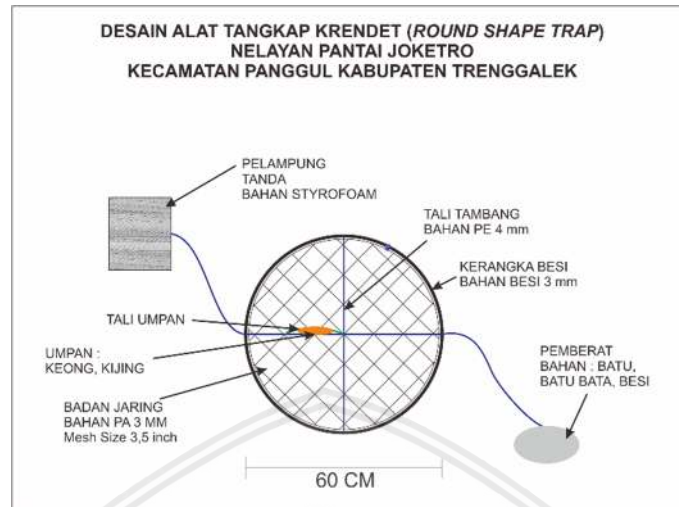 DESAIN ALAT TANGKAP KRENDET (ROUND SHAPE TRAP)
NELAYAN PANTAI JOKETRO
KECAMATAN PANGGUL KABUPATEN TRENGGALEK
PELAMPUNG
TANDA
BAHAN STYROFOAM
TALI TAMBANG
BAHAN PE 4 mm
KERANGKA BESI
BAHAN BESI 3 mm
TALI UMPAN
UMPAN :
KEONG, KIJING
PEMBERAT
BAHAN : BATU,
BATU BATA, BESI
BADAN JARING
BAHAN PA 3 MM
Mesh Size 3,5 inch
60 CM